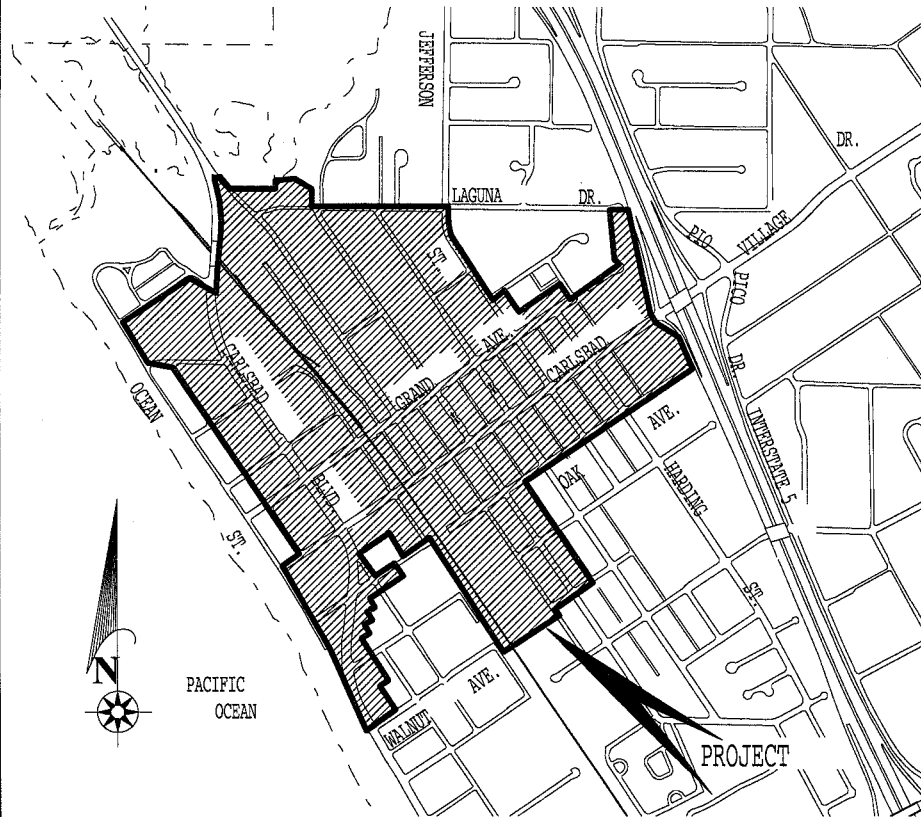 JEFFERSON
ST.
LAGUNA DR.
DR.
VILLAGE
PIO
PICO
DR.
INTERSTATE 5
GRAND AVE.
CARLSBAD
CARLSBAD
BLVD
OCEAN
ST.
OAK AVE.
HARDING
ST.
WALNUT AVE.
PACIFIC
OCEAN
N
PROJECT